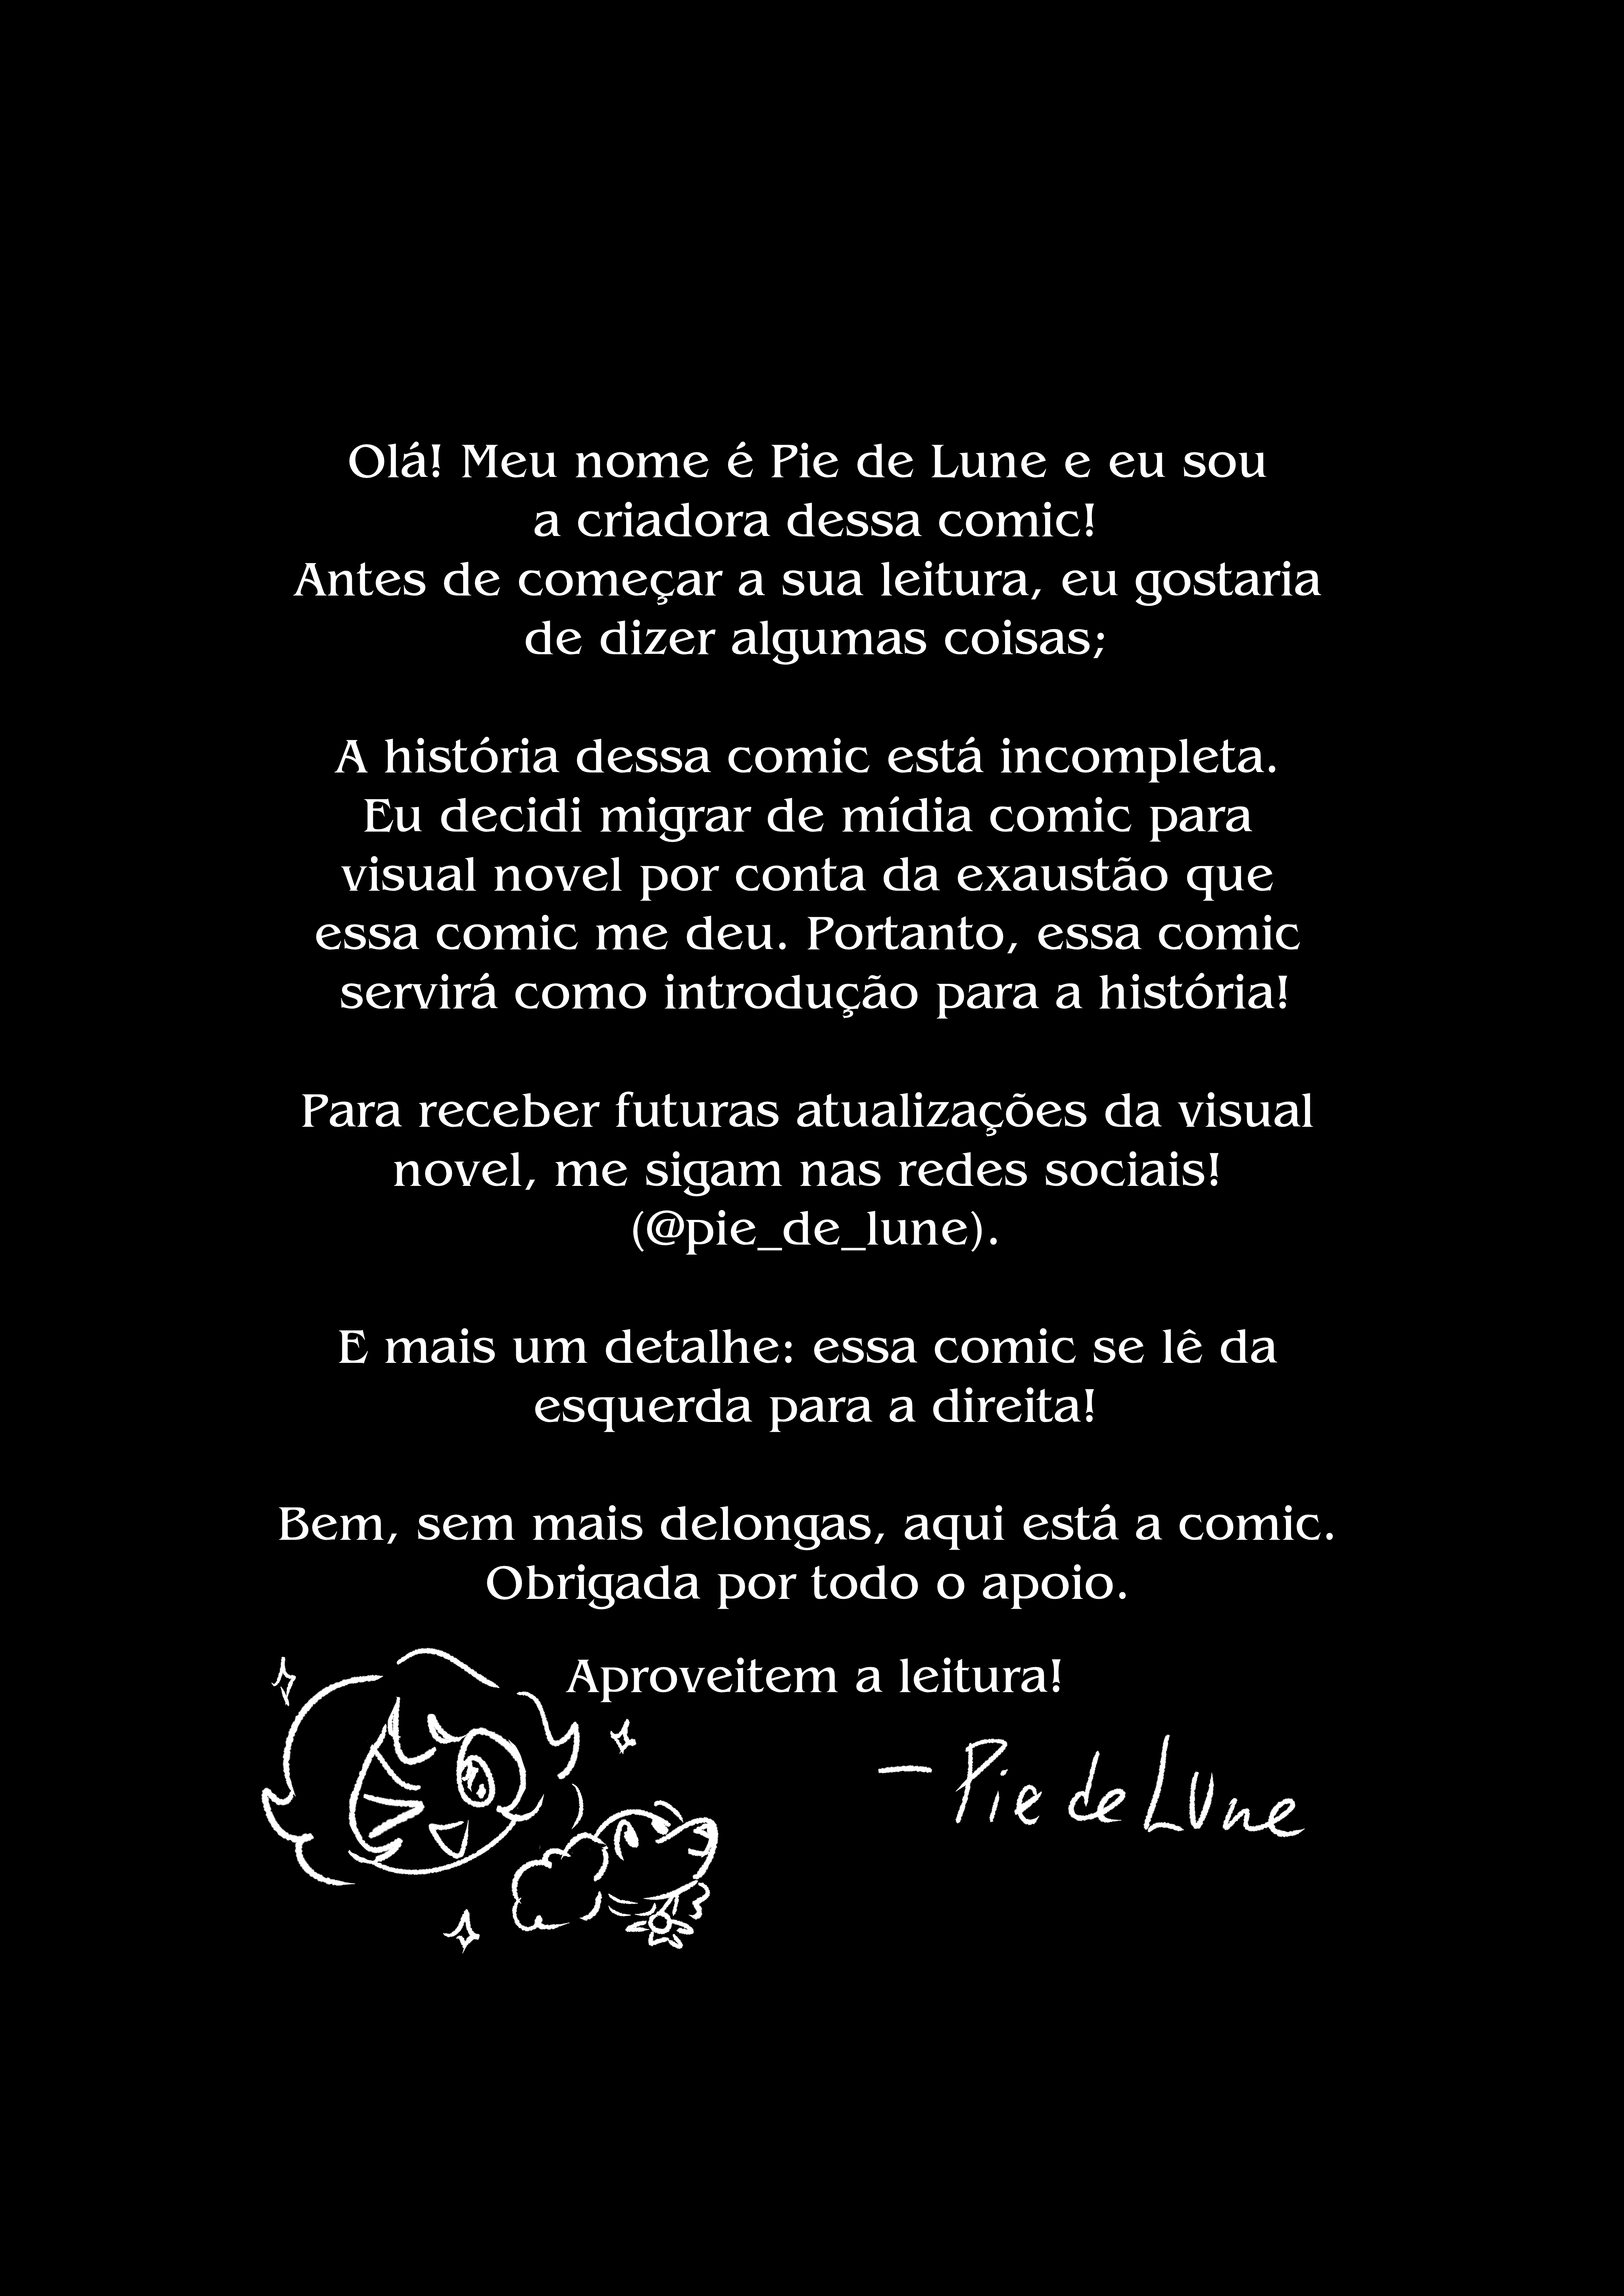 Olá! Meu nome é Pie de Lune e eu sou
a criadora dessa comic!
Antes de começar a sua leitura, eu gostaria
de dizer algumas coisas;
A história dessa comic está incompleta.
Eu decidi migrar de mídia comic para
visual novel por conta da exaustão que
essa comic me deu. Portanto, essa comic
servirá como introdução para a história!
Para receber futuras atualizações da visual
novel, me sigam nas redes sociais!
(@pie_de_lune).
E mais um detalhe: essa comic se lê da
esquerda para a direita!
Bem, sem mais delongas, aqui está a comic.
Obrigada por todo o apoio.
Aproveitem a leitura!
— Pie de Lune